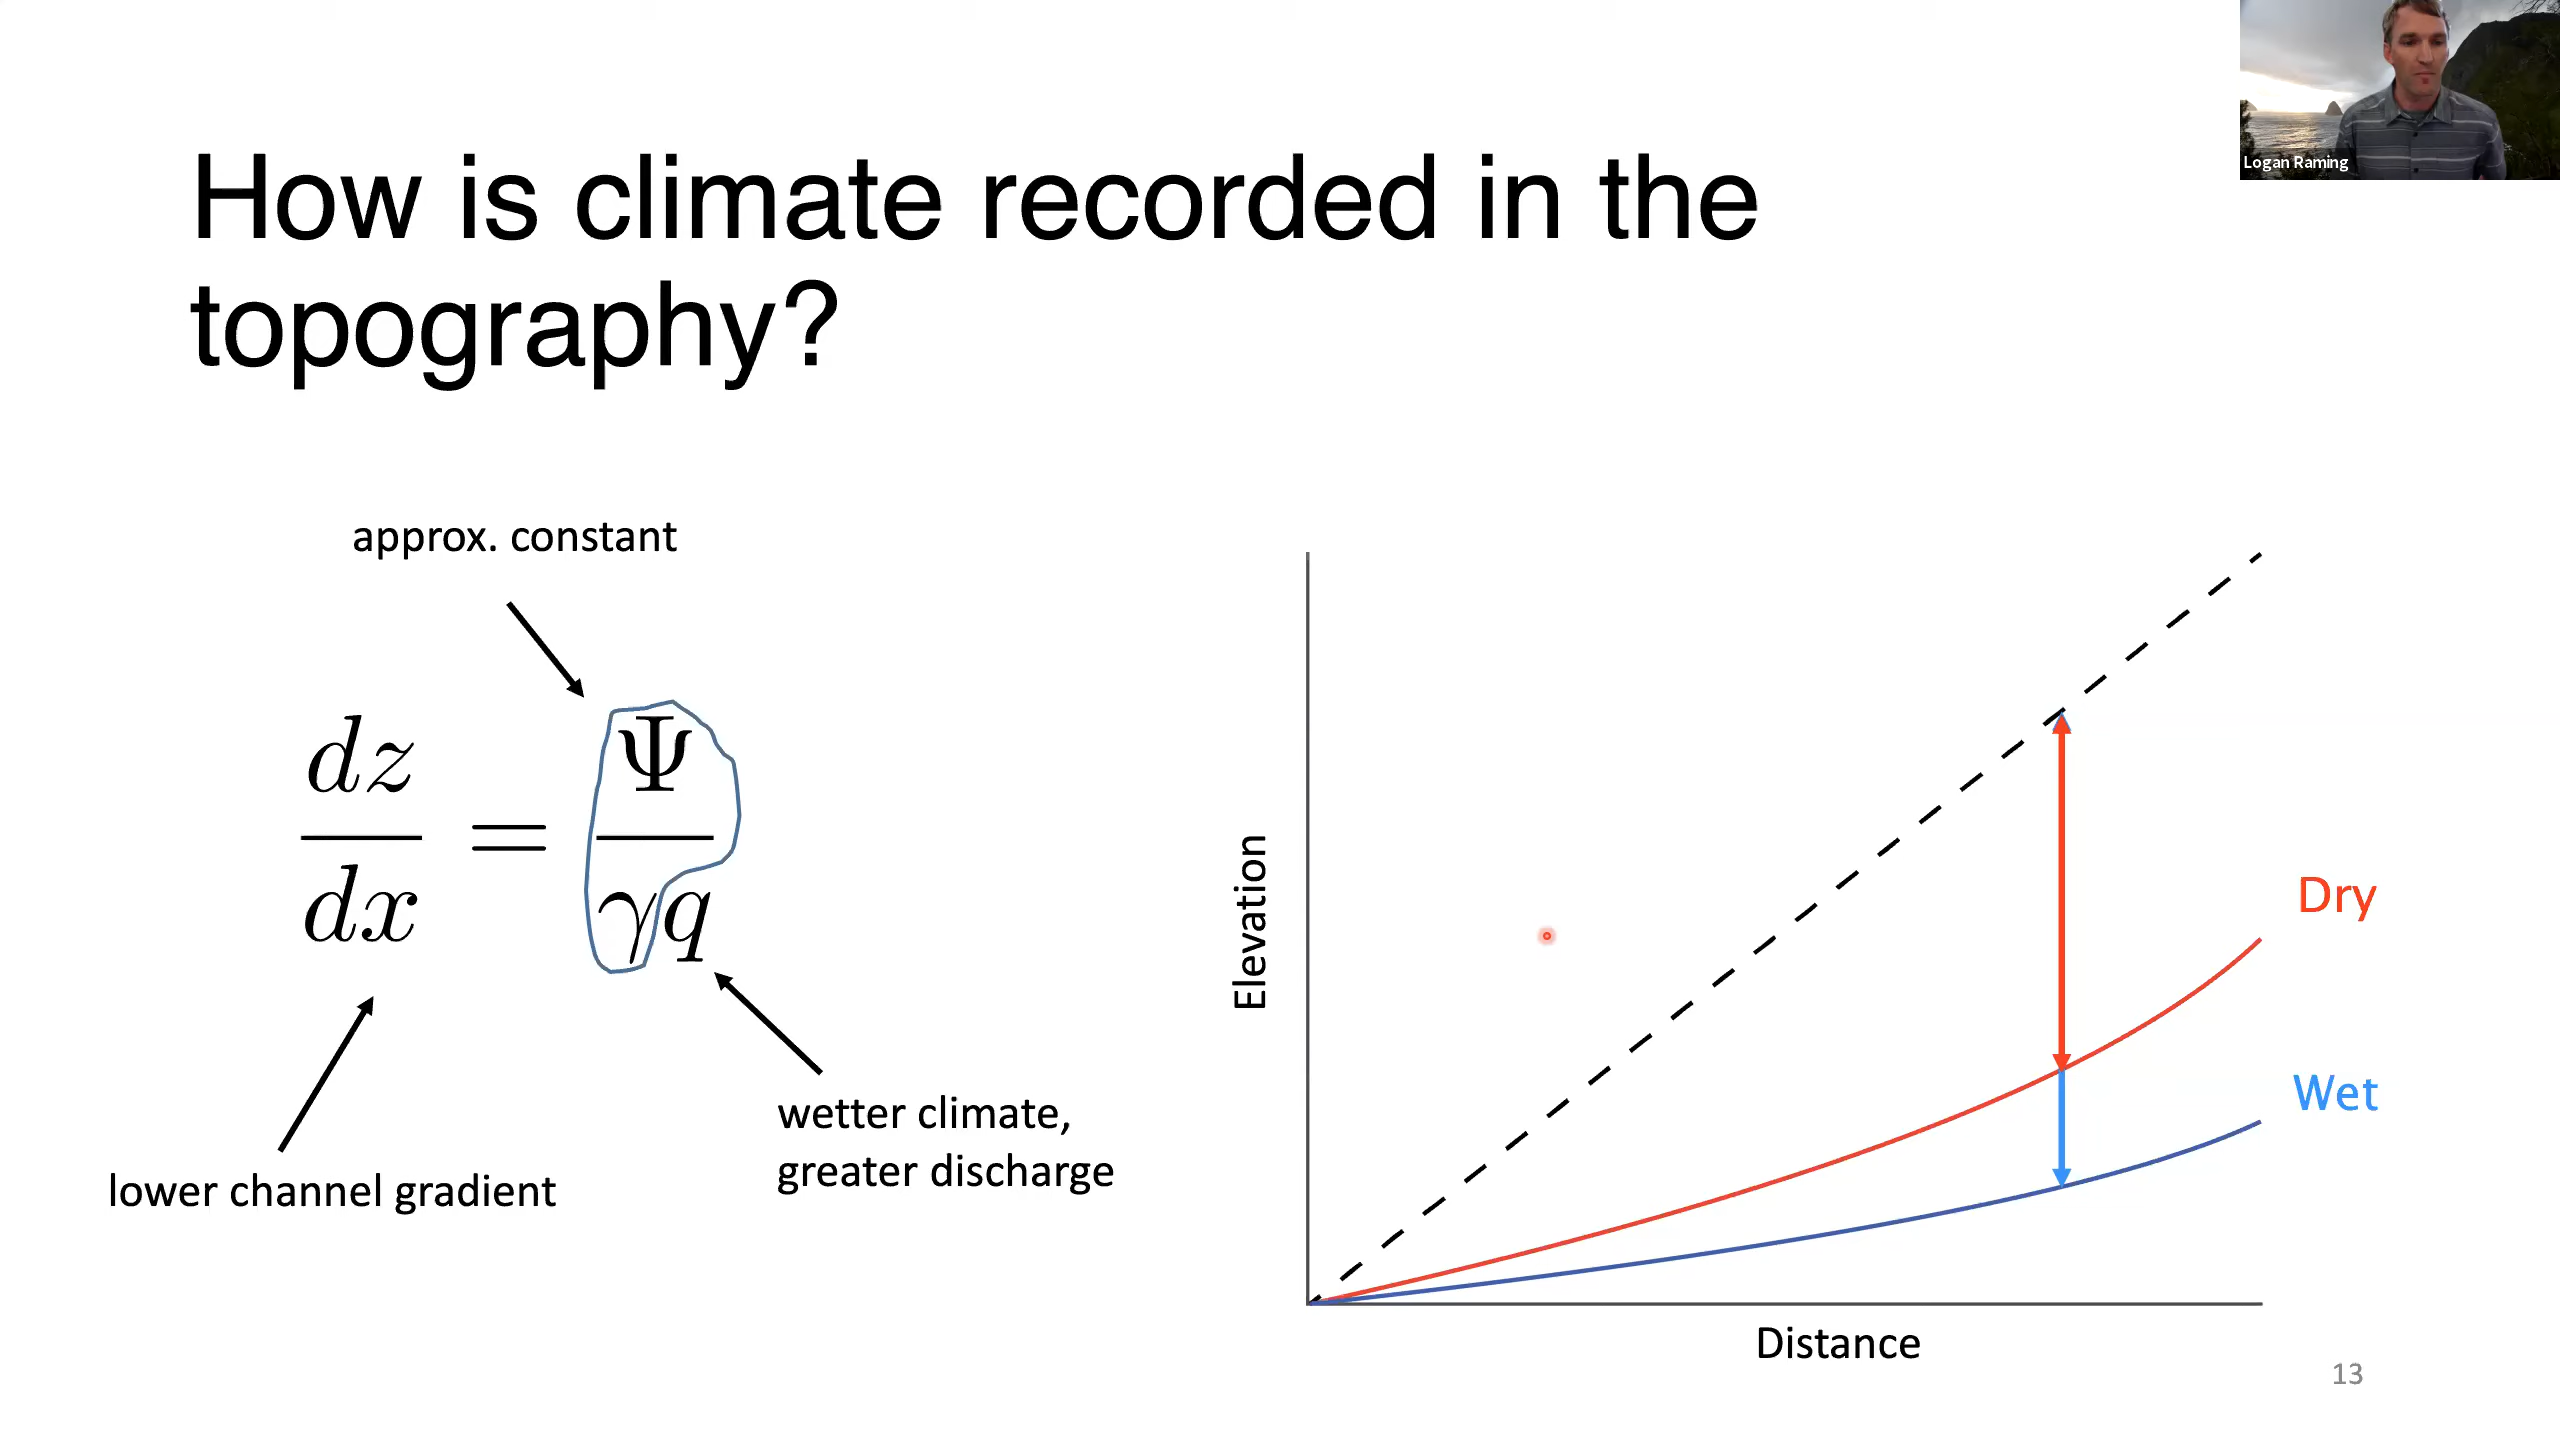 Logan Raming
How is climate recorded in the
topography?
approx. constant
dz/dx = Ψ/γq
lower channel gradient
wetter climate,
greater discharge
Elevation
Dry
Wet
Distance
13